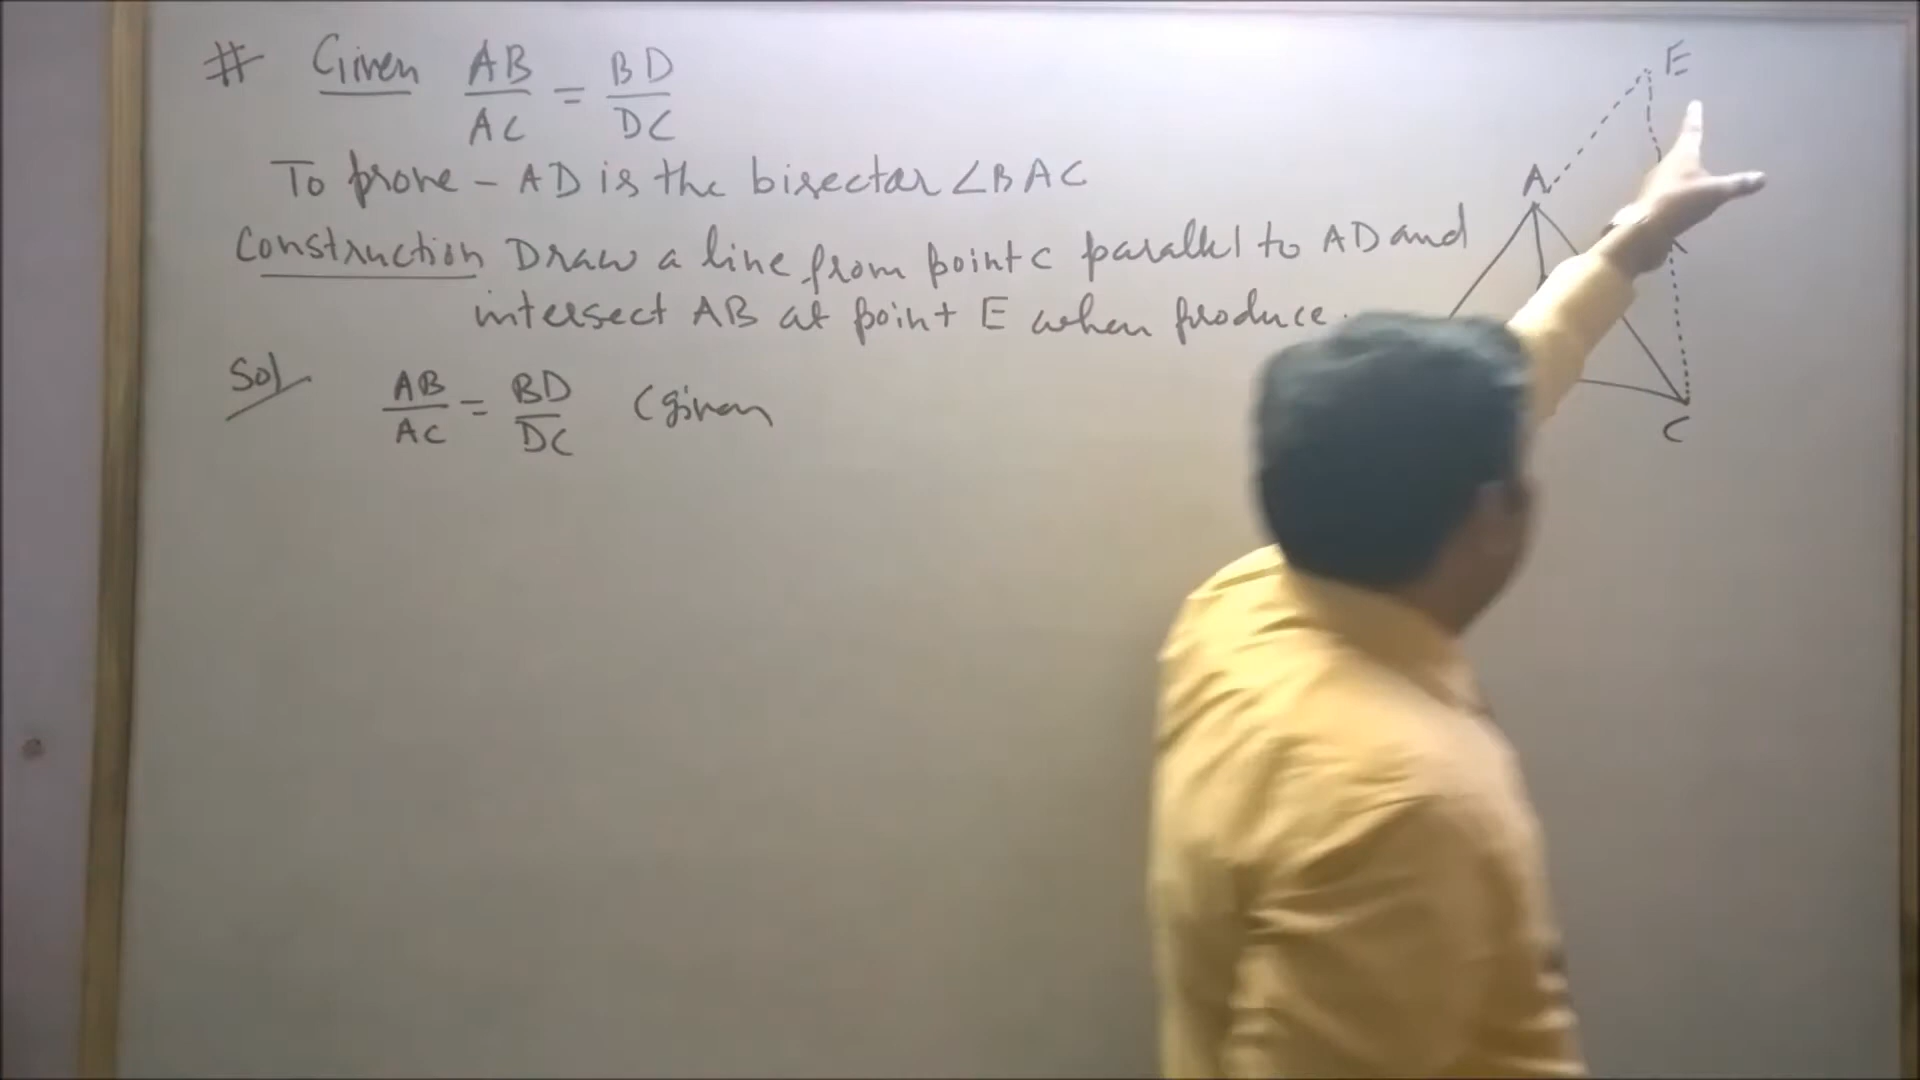 # Given AB/AC = BD/DC
To prove - AD is the bisectar ∠BAC
Construction Draw a line from point c parallel to AD and
intersect AB at point E when produce.
Sol AB/AC = BD/DC (given
E
A
C